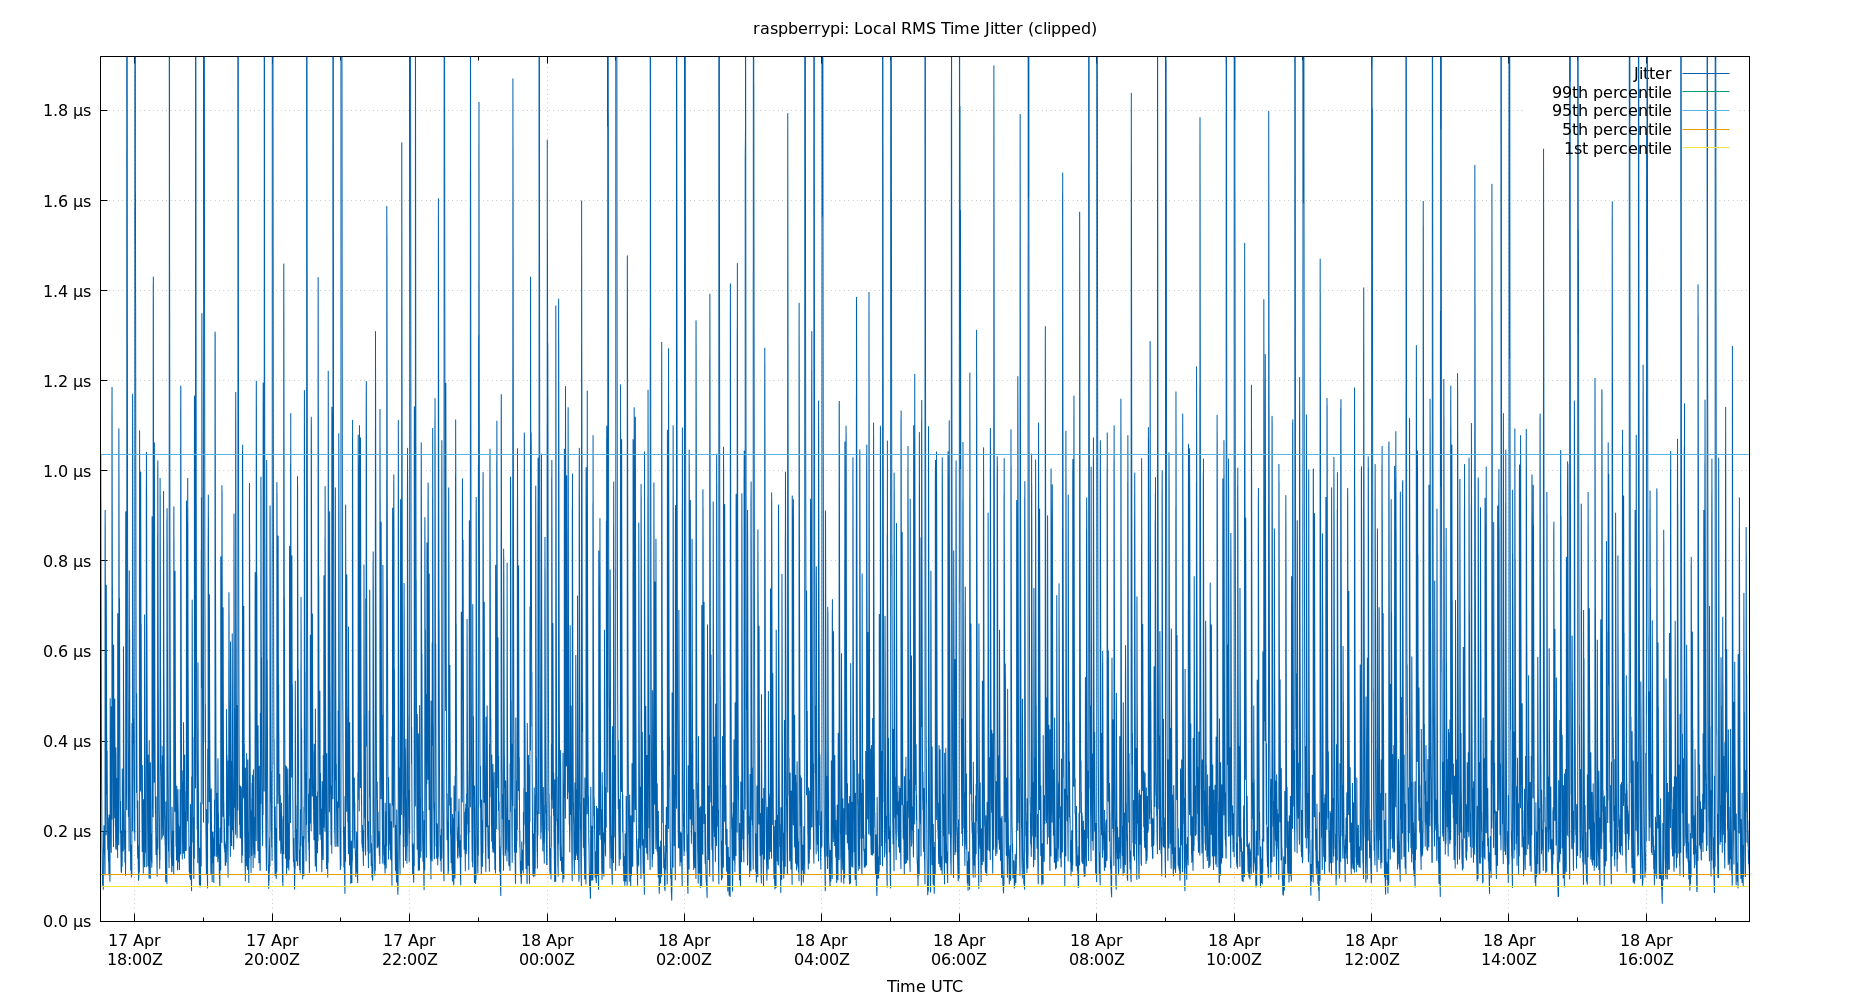 raspberrypi: Local RMS Time Jitter (clipped)
Jitter
99th percentile
95th percentile
5th percentile
1st percentile
1.8 µs
1.6 µs
1.4 µs
1.2 µs
1.0 µs
0.8 µs
0.6 µs
0.4 µs
0.2 µs
0.0 µs
17 Apr 17 Apr 17 Apr 18 Apr 18 Apr 18 Apr 18 Apr 18 Apr 18 Apr 18 Apr 18 Apr 18 Apr
18:00Z 20:00Z 22:00Z 00:00Z 02:00Z 04:00Z 06:00Z 08:00Z 10:00Z 12:00Z 14:00Z 16:00Z
Time UTC